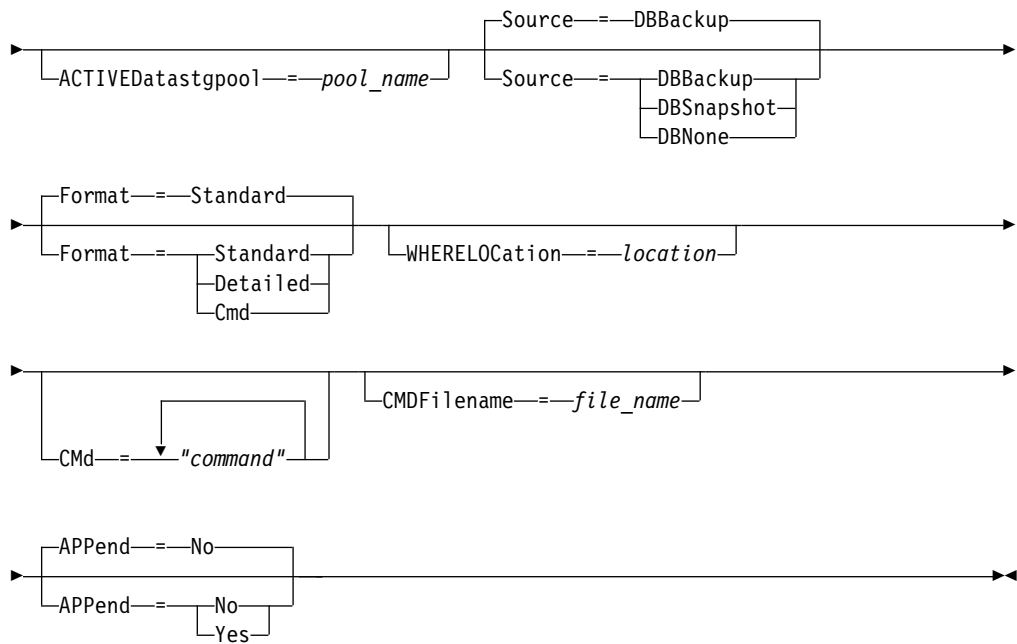 Source = DBBackup
ACTIVEDatastgpool = pool_name
Source = DBBackup
DBSnapshot
DBNone
Format = Standard
Format = Standard
Detailed
Cmd
WHERELOCation = location
CMd = "command"
CMDFilename = file_name
APPend = No
APPend = No
Yes